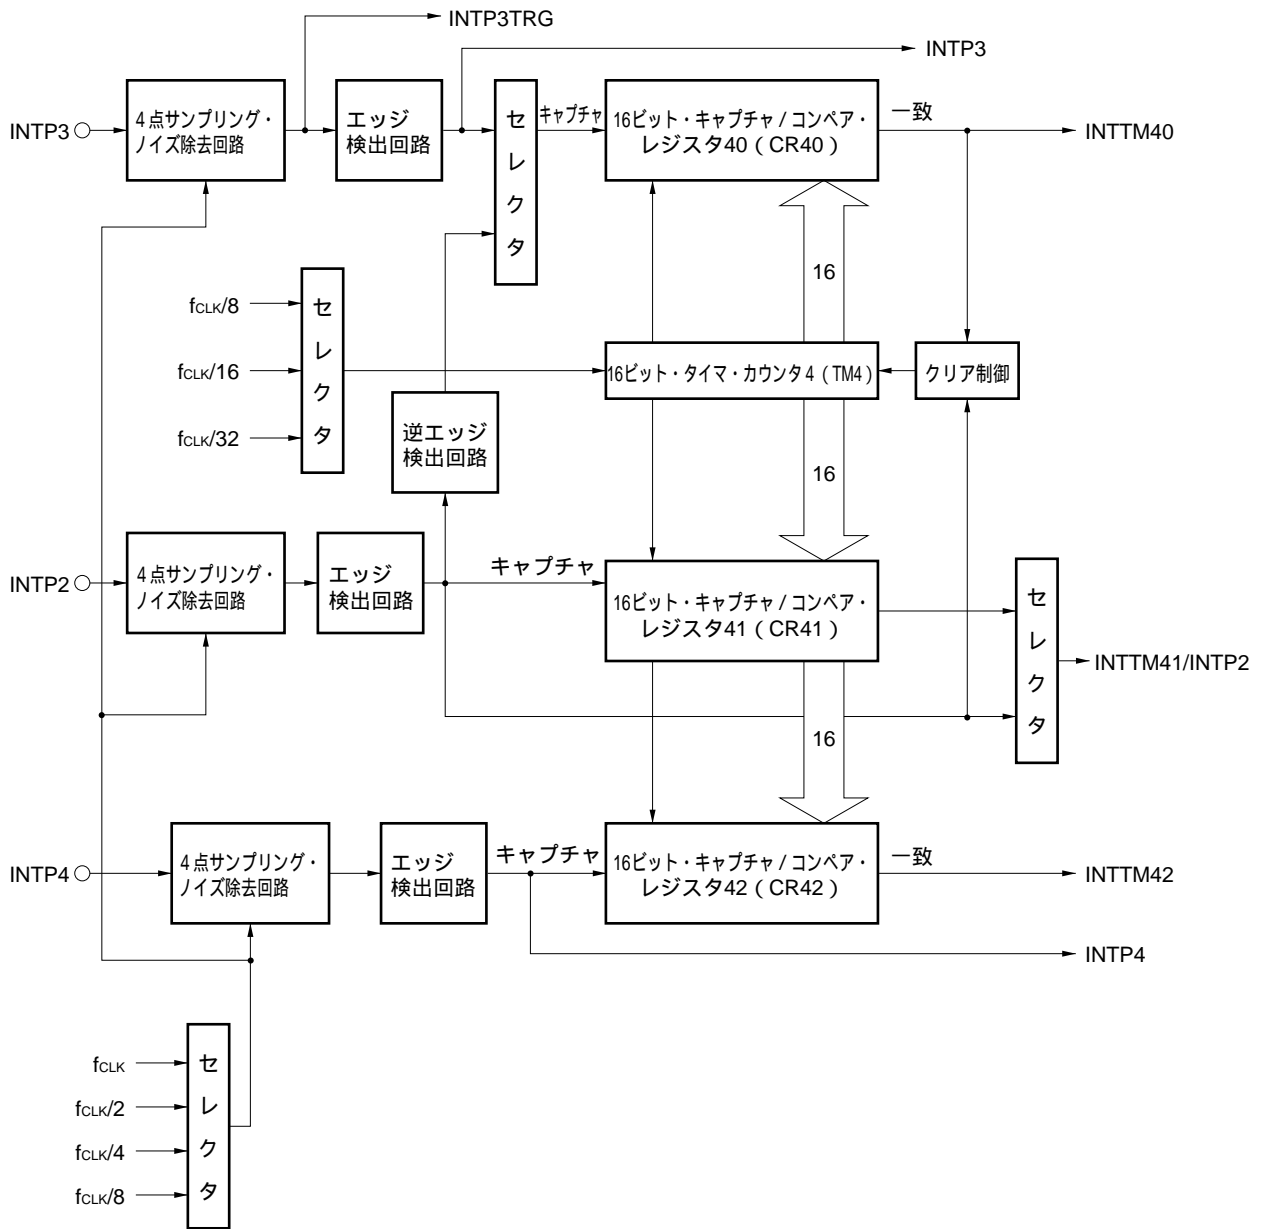 INTP3TRG
INTP3
INTP3
4点サンプリング・
ノイズ除去回路
エッジ
検出回路
セレクタ
キャプチャ
16ビット・キャプチャ / コンペア・
レジスタ40 ( CR40 )
一致
INTTM40
16
fCLK/8
fCLK/16
fCLK/32
セレクタ
16ビット・タイマ・カウンタ4 ( TM4 )
クリア制御
逆エッジ
検出回路
16
INTP2
4点サンプリング・
ノイズ除去回路
エッジ
検出回路
キャプチャ
16ビット・キャプチャ / コンペア・
レジスタ41 ( CR41 )
セレクタ
INTTM41/INTP2
16
INTP4
4点サンプリング・
ノイズ除去回路
エッジ
検出回路
キャプチャ
16ビット・キャプチャ / コンペア・
レジスタ42 ( CR42 )
一致
INTTM42
INTP4
fCLK
fCLK/2
fCLK/4
fCLK/8
セレクタ